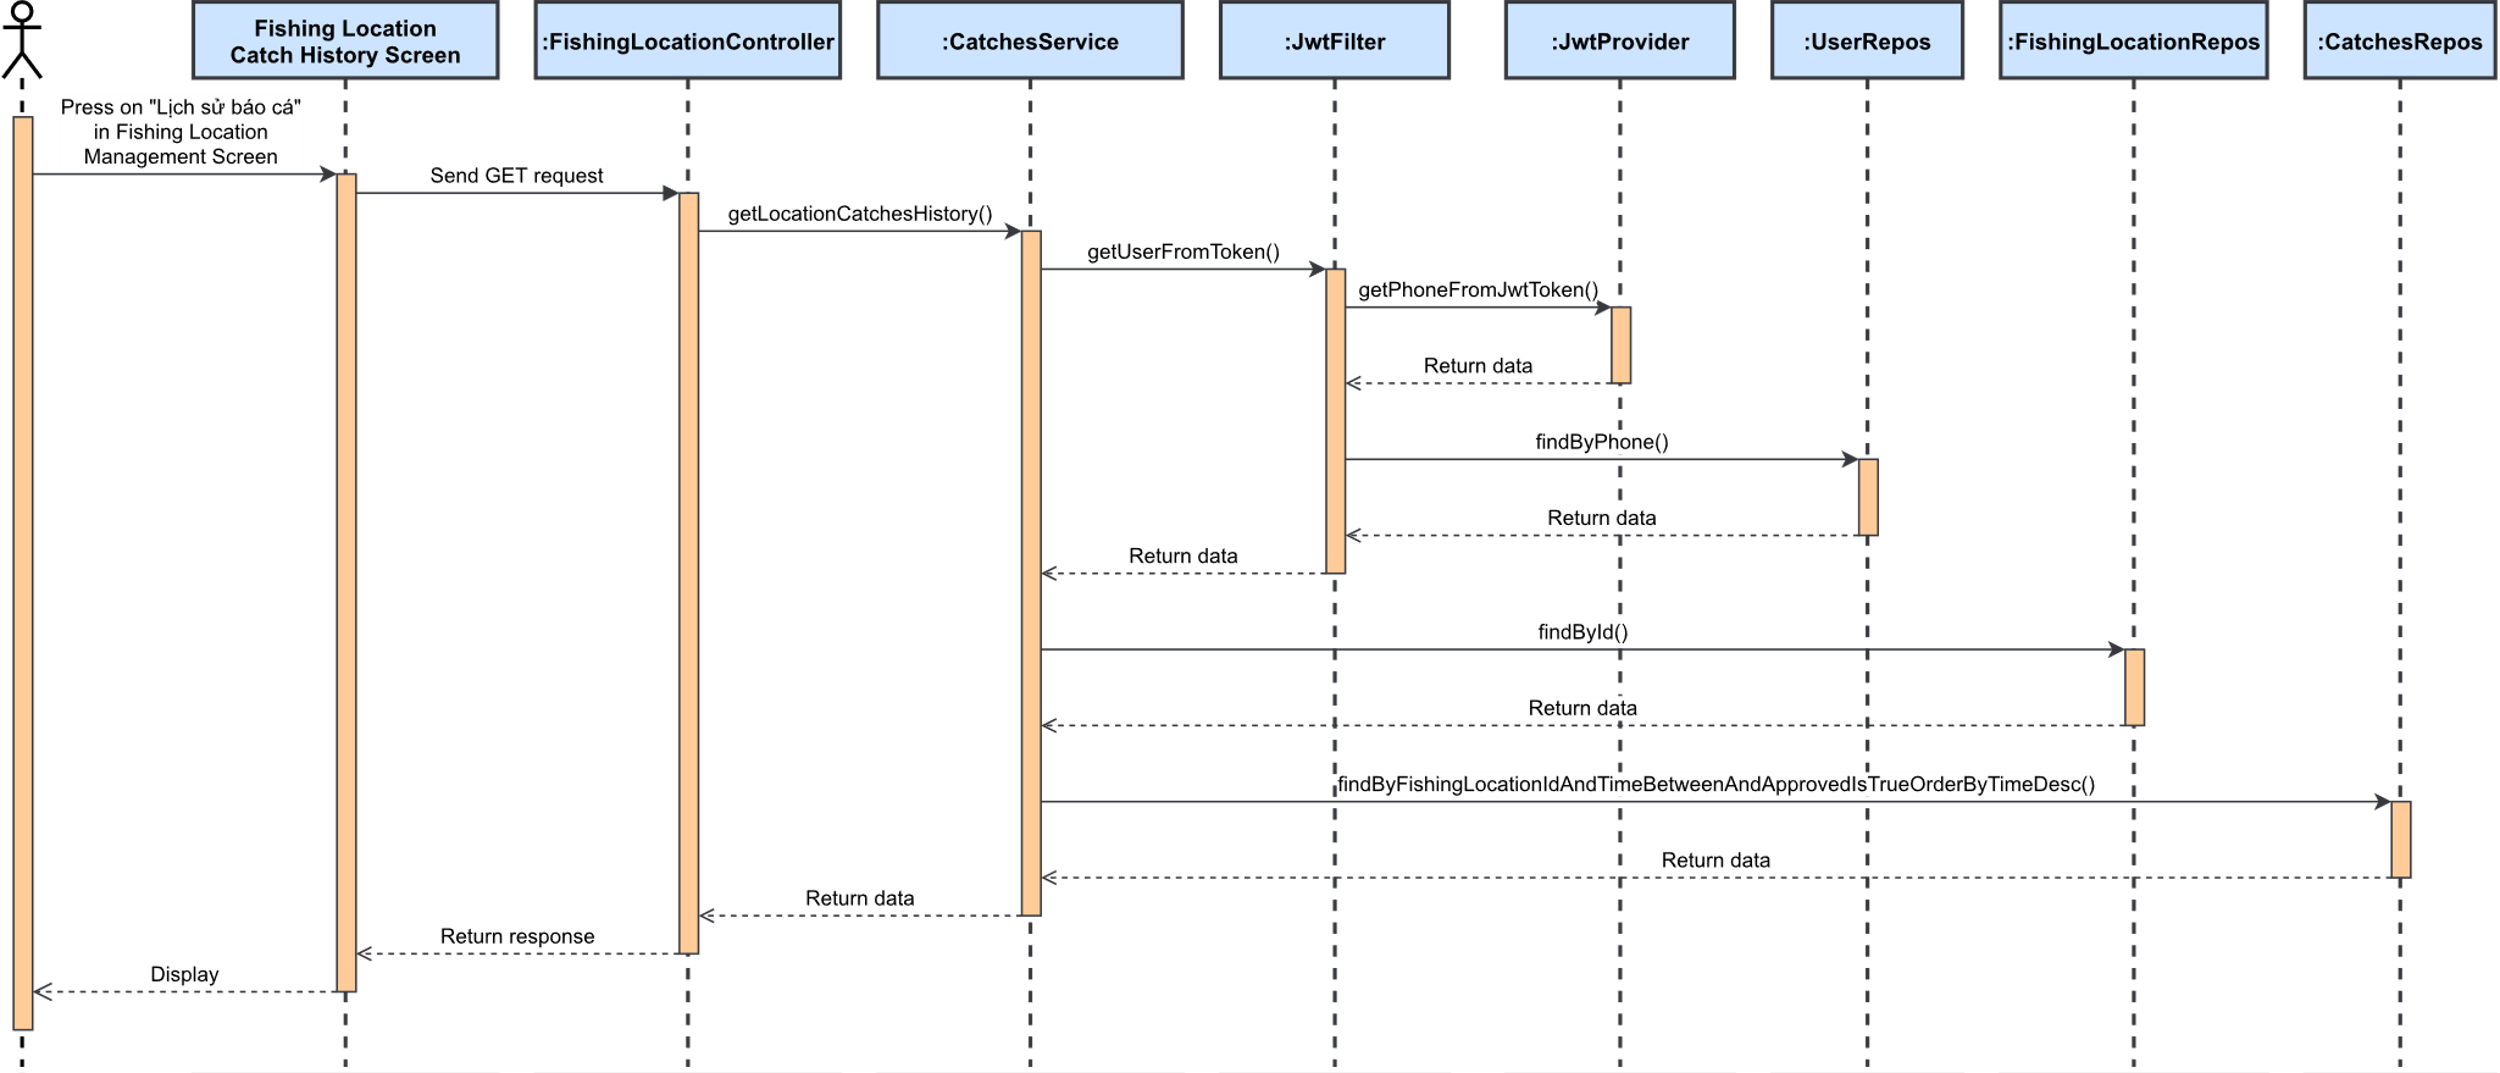 Fishing Location
Catch History Screen
:FishingLocationController
:CatchesService
:JwtFilter
:JwtProvider
:UserRepos
:FishingLocationRepos
:CatchesRepos
Press on "Lịch sử báo cá"
in Fishing Location
Management Screen
Send GET request
getLocationCatchesHistory()
getUserFromToken()
getPhoneFromJwtToken()
Return data
findByPhone()
Return data
Return data
findById()
Return data
findByFishingLocationIdAndTimeBetweenAndApprovedIsTrueOrderByTimeDesc()
Return data
Return data
Return response
Display